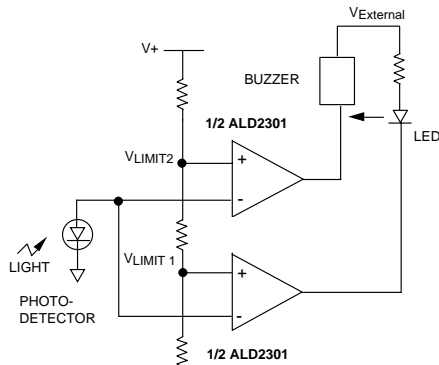 VExternal
V+
BUZZER
1/2 ALD2301
LED
VLIMIT2
+
-
LIGHT
VLIMIT 1
+
-
PHOTO-
DETECTOR
1/2 ALD2301